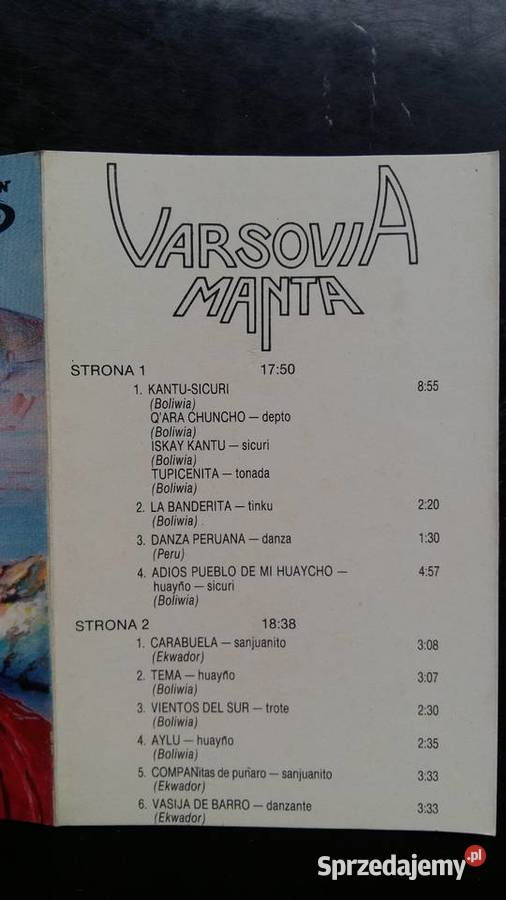 VARSOVIA
MANTA
STRONA 1 17:50
1. KANTU-SICURI 8:55
(Boliwia)
Q'ARA CHUNCHO — depto
(Boliwia)
ISKAY KANTU — sicuri
(Boliwia)
TUPICENITA — tonada
(Boliwia)
2. LA BANDERITA — tinku 2:20
(Boliwia)
3. DANZA PERUANA — danza 1:30
(Peru)
4. ADIOS PUEBLO DE MI HUAYCHO — 4:57
huayño — sicuri
(Boliwia)
STRONA 2 18:38
1. CARABUELA — sanjuanito 3:08
(Ekwador)
2. TEMA — huayño 3:07
(Boliwia)
3. VIENTOS DEL SUR — trote 2:30
(Boliwia)
4. AYLU — huayño 2:35
(Boliwia)
5. COMPAÑitas de puñaro — sanjuanito 3:33
(Ekwador)
6. VASIJA DE BARRO — danzante 3:33
(Ekwador)
Sprzedajemy.pl